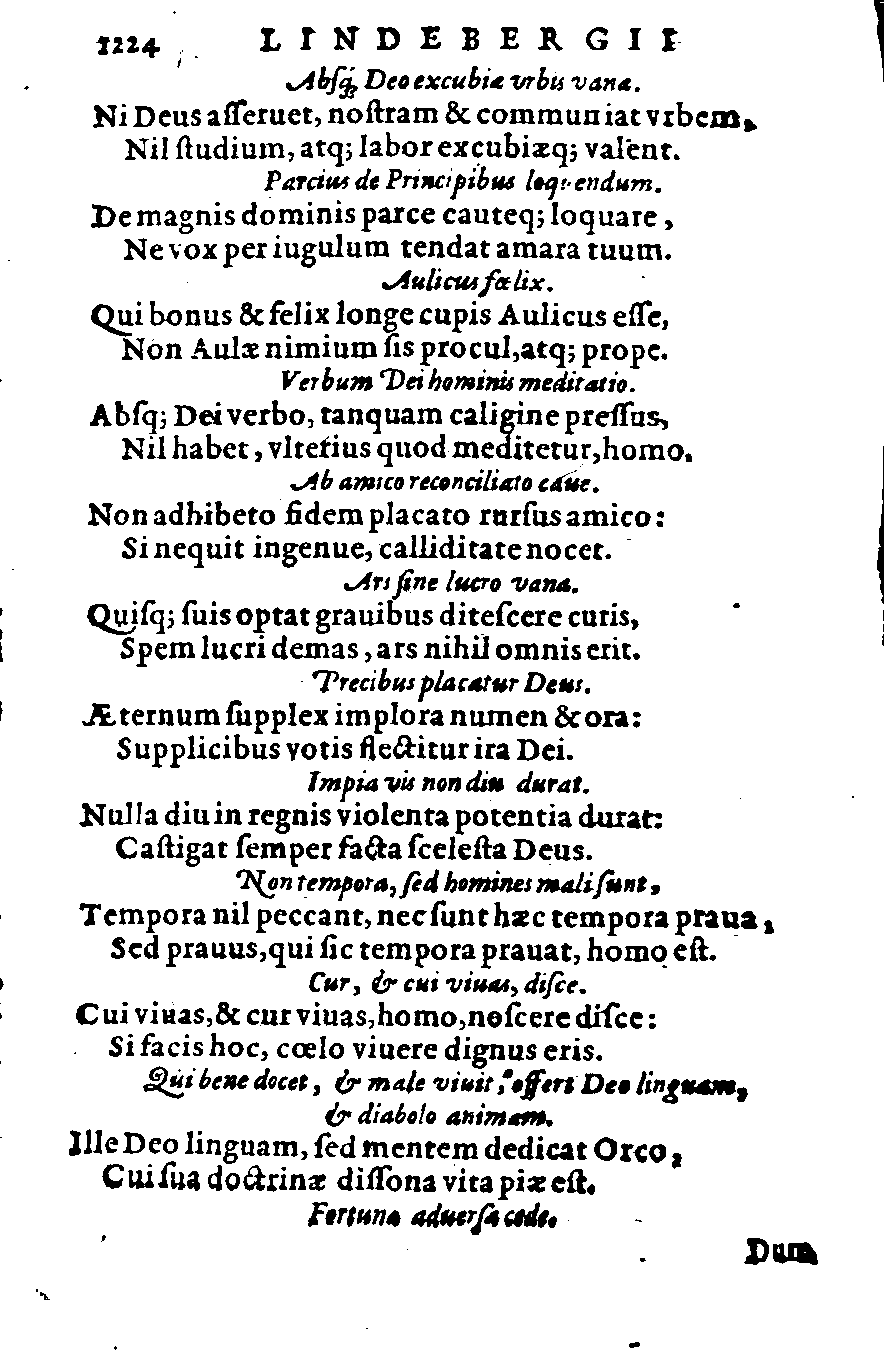 1224 LINDEBERGII
Absq; Deo excubiæ vrbis vanæ.
Ni Deus asseruet, nostram & communiat vrbem,
Nil studium, atq; labor excubiæq; valent.
Parcius de Principibus loquendum.
De magnis dominis parce cauteq; loquare,
Ne vox per iugulum tendat amara tuum.
Aulicus fœlix.
Qui bonus & felix longe cupis Aulicus esse,
Non Aulæ nimium sis procul, atq; prope.
Verbum Dei hominis meditatio.
Absq; Dei verbo, tanquam caligine pressus,
Nil habet, vlterius quod meditetur, homo.
Ab amico reconciliato caue.
Non adhibeto fidem placato rursus amico:
Si nequit ingenue, calliditate nocet.
Ars sine lucro vana.
Quisq; suis optat grauibus ditescere curis,
Spem lucri demas, ars nihil omnis erit.
Precibus placatur Deus.
Æternum supplex implora numen & ora:
Supplicibus votis flectitur ira Dei.
Impia vis non diu durat.
Nulla diu in regnis violenta potentia durat:
Castigat semper facta scelesta Deus.
Non tempora, sed homines mali sunt,
Tempora nil peccant, nec sunt hæc tempora praua,
Sed prauus, qui sic tempora prauat, homo est.
Cur, & cui viuas, disce.
Cui viuas, & cur viuas, homo, noscere disce:
Si facis hoc, cœlo viuere dignus eris.
Qui bene docet, & male viuit, offert Deo linguam,
& diabolo animam.
Ille Deo linguam, sed mentem dedicat Orco,
Cui sua doctrinæ dissona vita piæ est.
Fortunæ aduersæ cede.
Dum